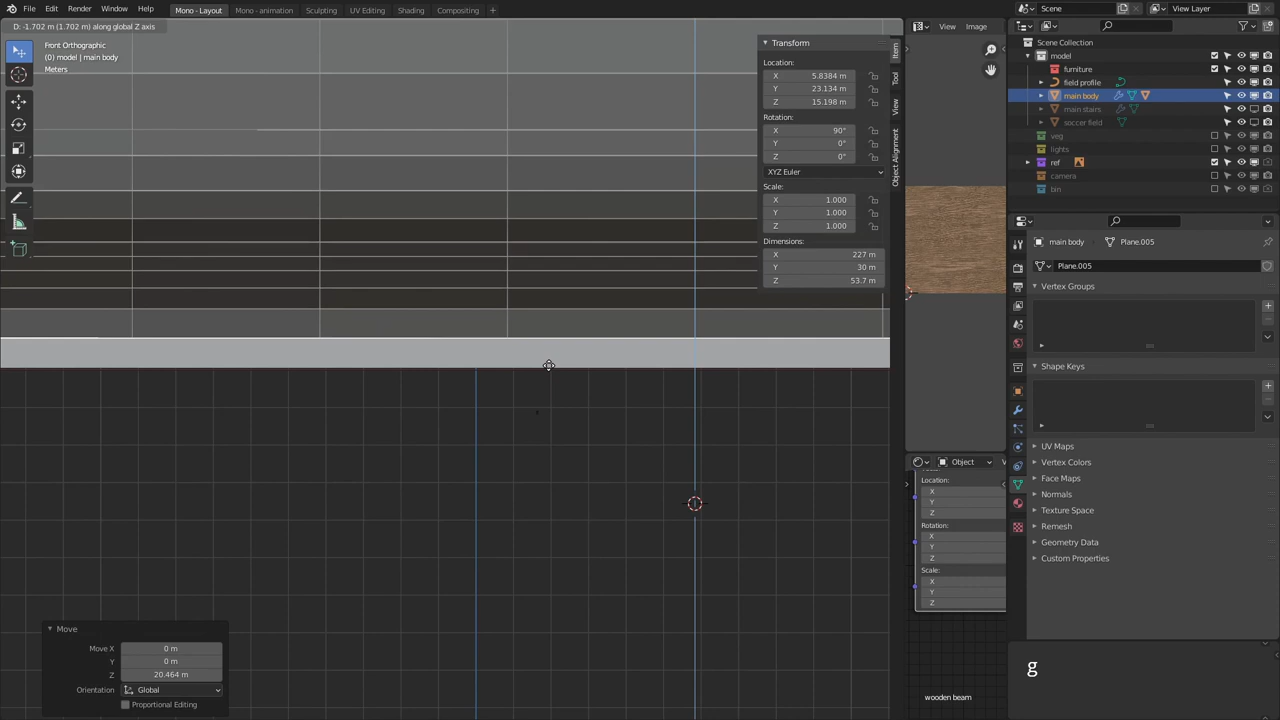 File Edit Render Window Help
Mono - Layout Mono - animation Sculpting UV Editing Shading Compositing
Scene
View Layer
D: -1.702 m (1.702 m) along global Z axis
Front Orthographic
(0) model | main body
Meters
Transform
Location:
X 5.8384 m
Y 23.134 m
Z 15.198 m
Rotation:
X 90°
Y 0°
Z 0°
XYZ Euler
Scale:
X 1.000
Y 1.000
Z 1.000
Dimensions:
X 227 m
Y 30 m
Z 53.7 m
Item
Tool
View
Object Alignment
View Image
Object
Location:
X
Y
Z
Rotation:
X
Y
Z
Scale:
X
Y
Z
wooden beam
Scene Collection
model
furniture
field profile
main body
main stairs
soccer field
veg
lights
ref
camera
bin
main body Plane.005
Plane.005
Vertex Groups
Shape Keys
UV Maps
Vertex Colors
Face Maps
Normals
Texture Space
Remesh
Geometry Data
Custom Properties
g
Move
Move X 0 m
Y 0 m
Z 20.464 m
Orientation Global
Proportional Editing